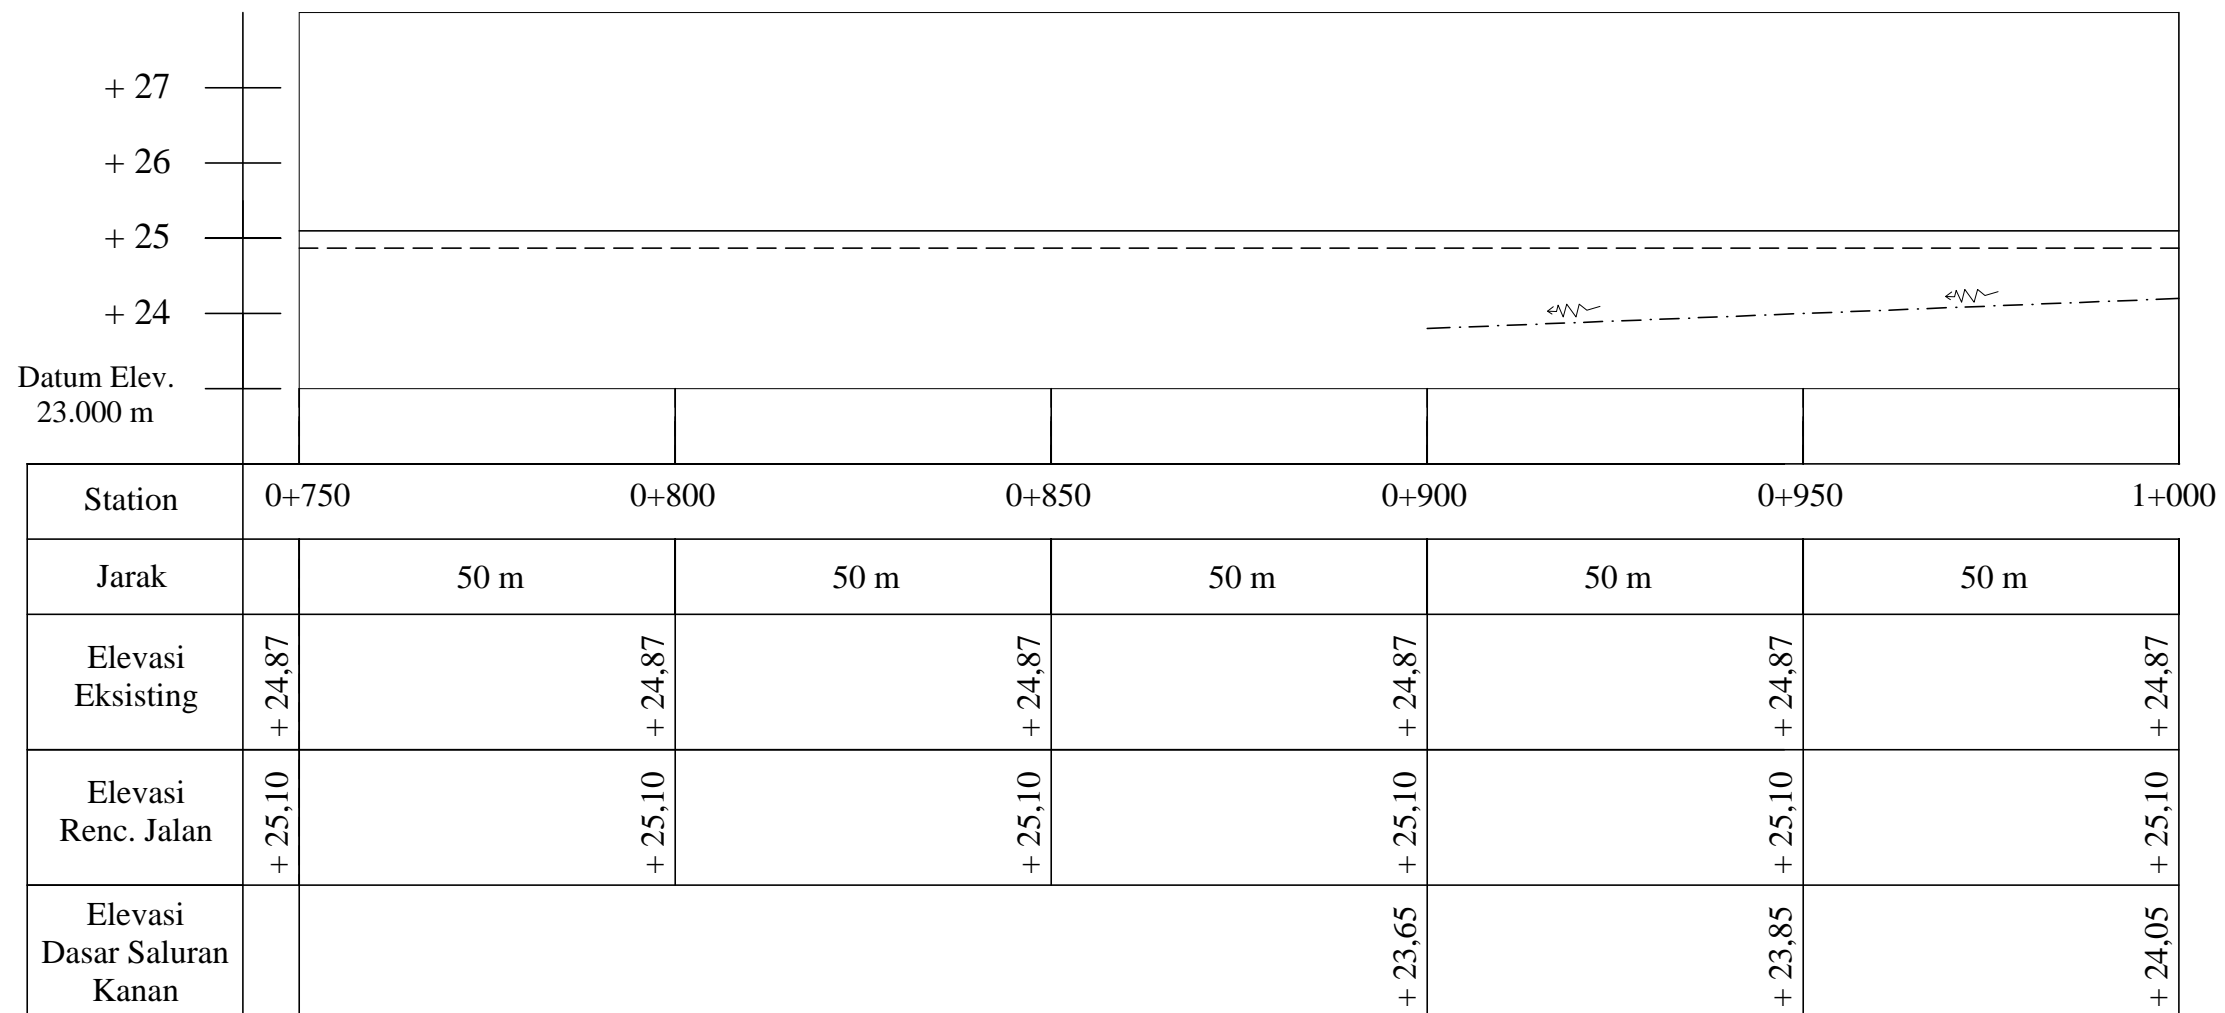 + 27
+ 26
+ 25
+ 24
Datum Elev.
23.000 m
Station 0+750 0+800 0+850 0+900 0+950 1+000
Jarak 50 m 50 m 50 m 50 m 50 m
Elevasi
Eksisting
+ 24,87 + 24,87 + 24,87 + 24,87 + 24,87 + 24,87
Elevasi
Renc. Jalan
+ 25,10 + 25,10 + 25,10 + 25,10 + 25,10 + 25,10
Elevasi
Dasar Saluran
Kanan
+ 23,65 + 23,85 + 24,05